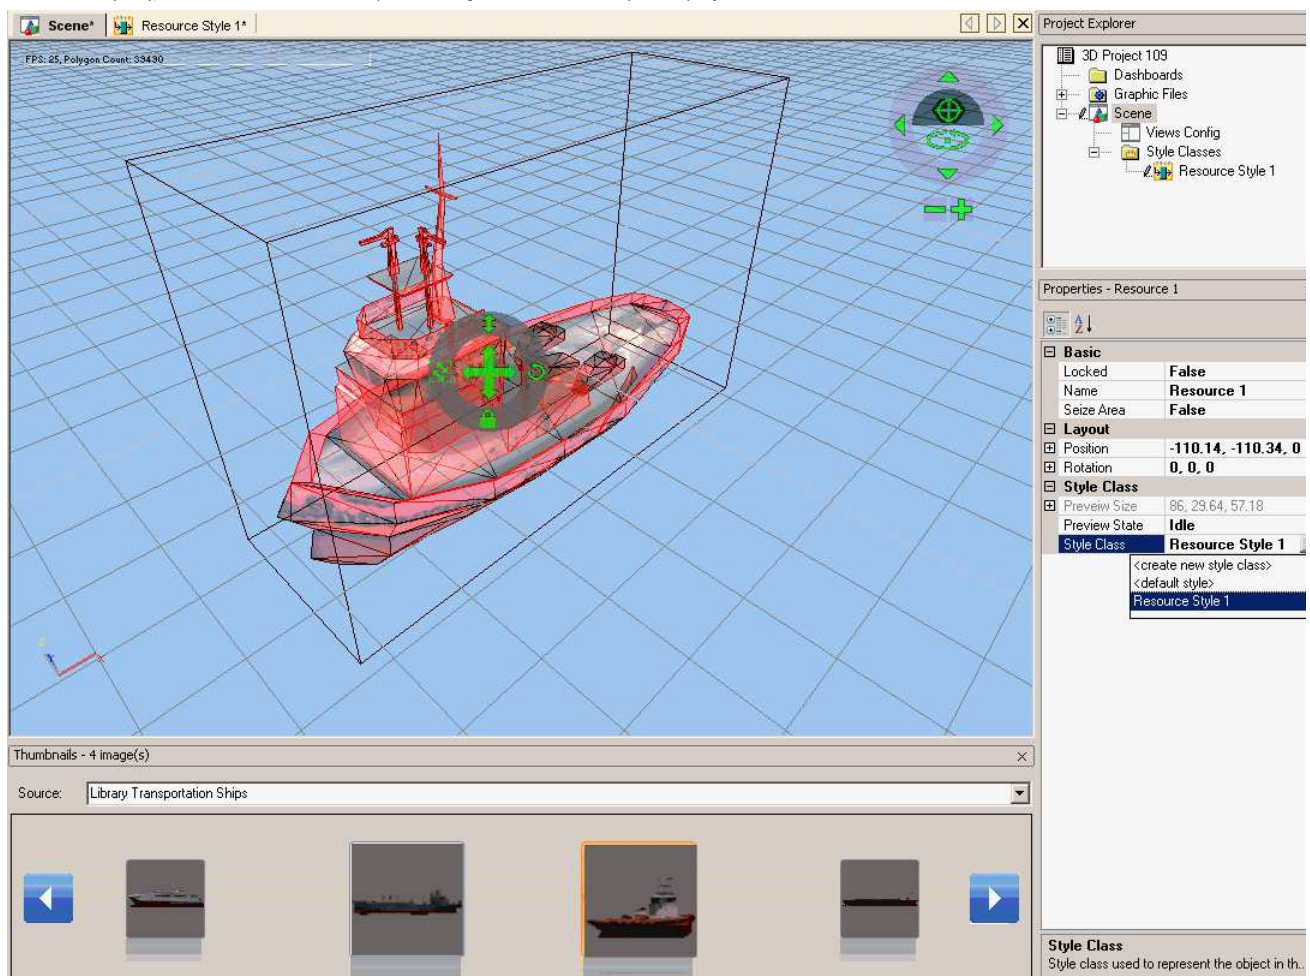 Scene*
Resource Style 1*
FPS: 25, Polygon Count: 39490
Z
Y
X
Thumbnails - 4 image(s)
Source:
Library Transportation Ships
Project Explorer
3D Project 109
Dashboards
Graphic Files
Scene
Views Config
Style Classes
Resource Style 1
Properties - Resource 1
Basic
Locked False
Name Resource 1
Seize Area False
Layout
Position -110.14, -110.34, 0
Rotation 0, 0, 0
Style Class
Preveiw Size 86, 29.64, 57.18
Preview State Idle
Style Class Resource Style 1
<create new style class>
<default style>
Resource Style 1
Style Class
Style class used to represent the object in th...